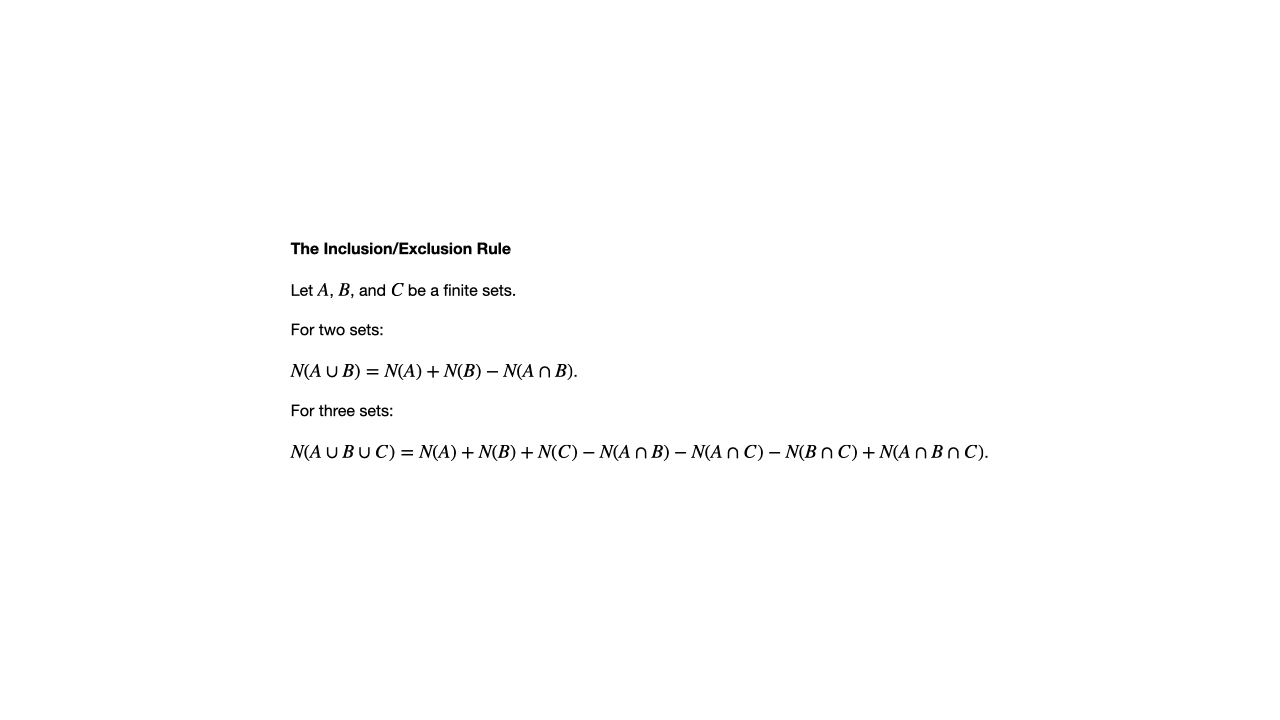 The Inclusion/Exclusion Rule
Let A, B, and C be a finite sets.
For two sets:
N(A ∪ B) = N(A) + N(B) − N(A ∩ B).
For three sets:
N(A ∪ B ∪ C) = N(A) + N(B) + N(C) − N(A ∩ B) − N(A ∩ C) − N(B ∩ C) + N(A ∩ B ∩ C).